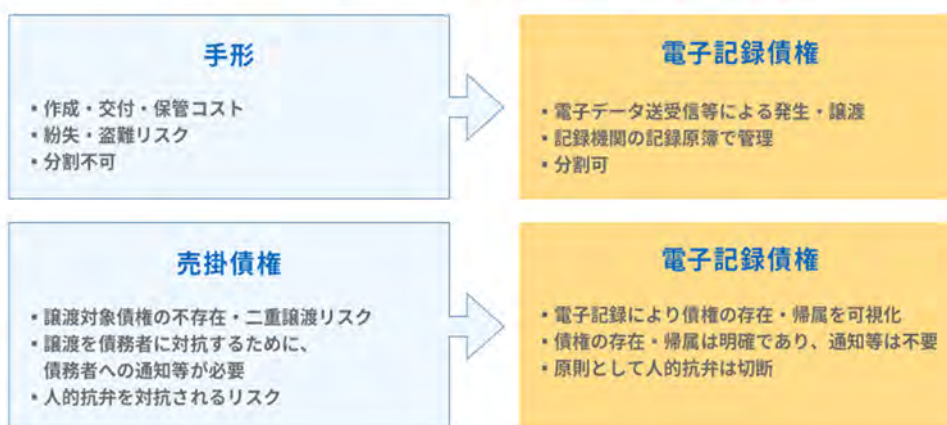 手形
▪ 作成・交付・保管コスト
▪ 紛失・盗難リスク
▪ 分割不可
電子記録債権
▪ 電子データ送受信等による発生・譲渡
▪ 記録機関の記録原簿で管理
▪ 分割可
売掛債権
▪ 譲渡対象債権の不存在・二重譲渡リスク
▪ 譲渡を債務者に対抗するために、
債務者への通知等が必要
▪ 人的抗弁を対抗されるリスク
電子記録債権
▪ 電子記録により債権の存在・帰属を可視化
▪ 債権の存在・帰属は明確であり、通知等は不要
▪ 原則として人的抗弁は切断